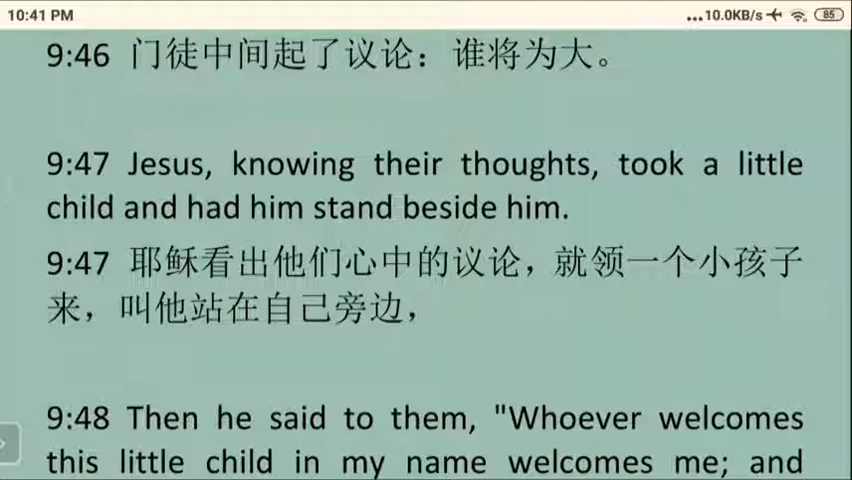 10:41 PM
...10.0KB/s
85
9:46 门徒中间起了议论：谁将为大。
9:47 Jesus, knowing their thoughts, took a little
child and had him stand beside him.
9:47 耶稣看出他们心中的议论，就领一个小孩子
来，叫他站在自己旁边，
9:48 Then he said to them, "Whoever welcomes
this little child in my name welcomes me; and